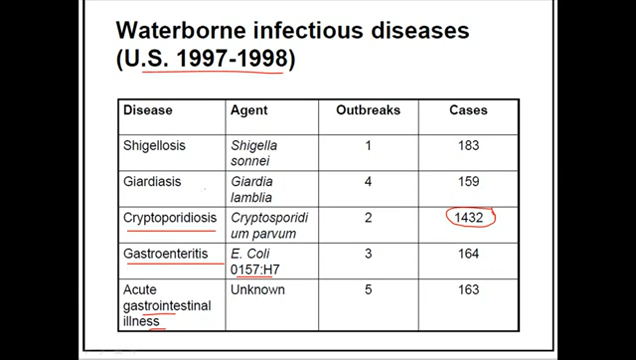 Waterborne infectious diseases
(U.S. 1997-1998)
Disease Agent Outbreaks Cases
Shigellosis Shigella sonnei 1 183
Giardiasis Giardia lamblia 4 159
Cryptoporidiosis Cryptosporidi um parvum 2 1432
Gastroenteritis E. Coli 0157:H7 3 164
Acute gastrointestinal illness Unknown 5 163